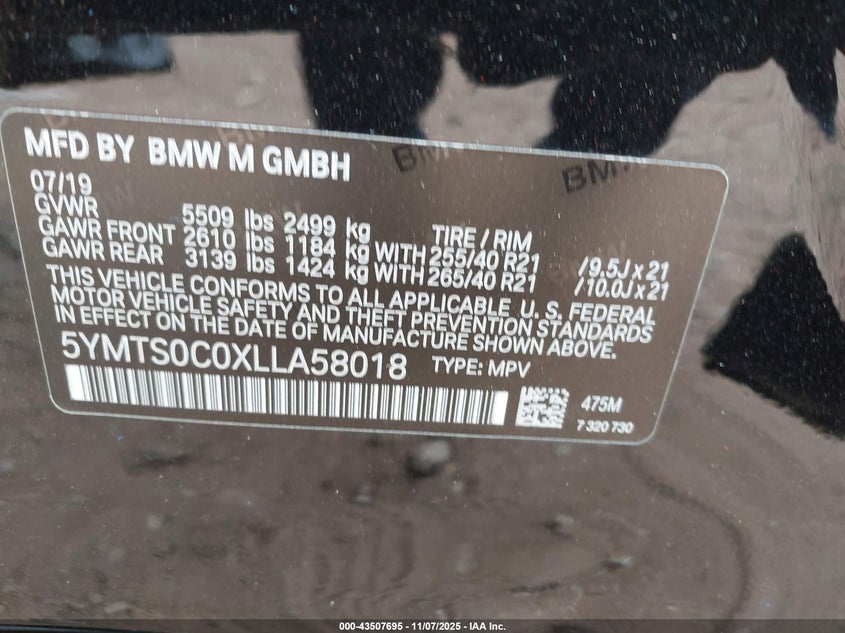 MFD BY BMW M GMBH
07/19
GVWR 5509 lbs 2499 kg TIRE / RIM
GAWR FRONT 2610 lbs 1184 kg WITH 255/40 R21 /9.5J x 21
GAWR REAR 3139 lbs 1424 kg WITH 265/40 R21 /10.0J x 21
THIS VEHICLE CONFORMS TO ALL APPLICABLE U. S. FEDERAL
MOTOR VEHICLE SAFETY AND THEFT PREVENTION STANDARDS
IN EFFECT ON THE DATE OF MANUFACTURE SHOWN ABOVE.
5YMTS0C0XLLA58018 TYPE: MPV
475M
7 320 730
BMW
BMW
000-43507695 - 11/07/2025 - IAA Inc.